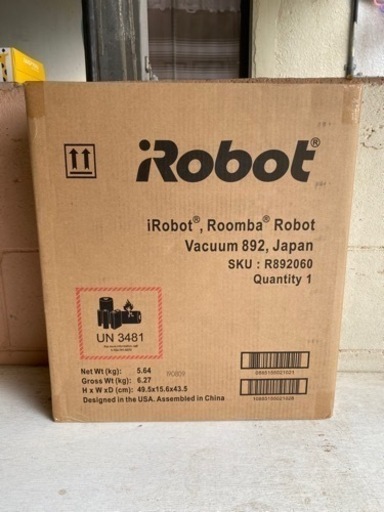 iRobot®
iRobot®, Roomba® Robot
Vacuum 892, Japan
SKU : R892060
Quantity 1
UN 3481
Net Wt (kg): 5.64
190809
Gross Wt (kg): 6.27
H x W x D (cm): 49.5x15.6x43.5
Designed in the USA. Assembled in China